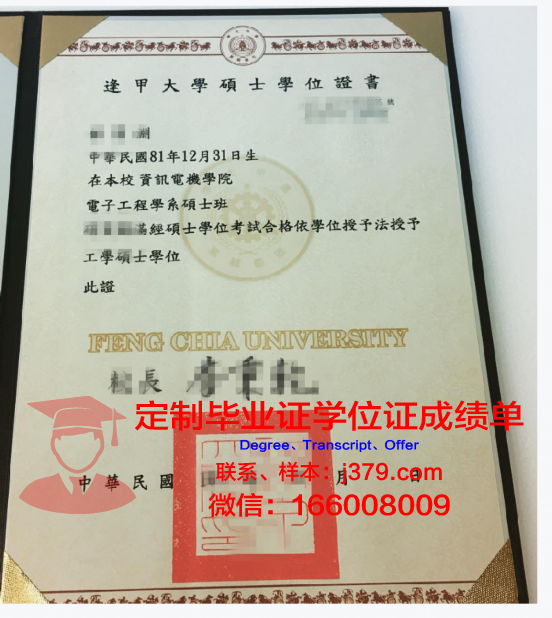 逢甲大學碩士學位證書
號
中華民國81年12月31日生
在本校 資訊電機學院
電子工程學系碩士班
滿經碩士學位考試合格依學位授予法授予
工學碩士學位
此證
FENG CHIA UNIVERSITY
校長
定制毕业证学位证成绩单
Degree、Transcript、Offer
联系、样本：j379.com
中華民國 月 日
微信：166008009